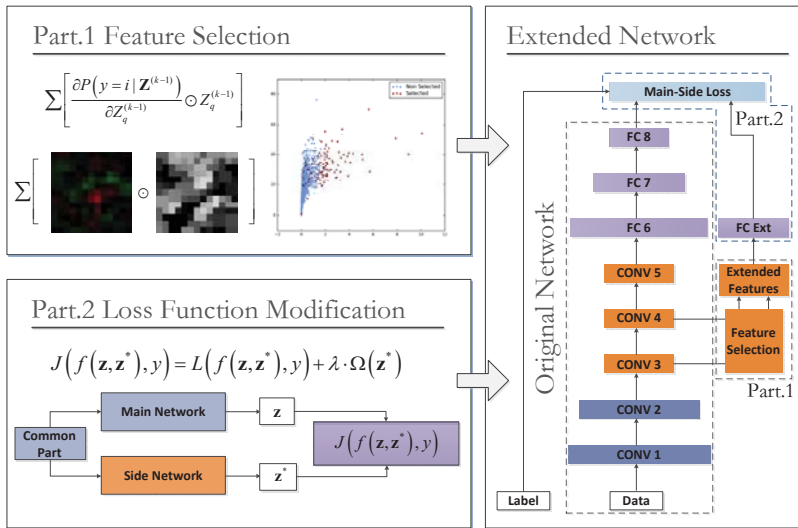 Part.1 Feature Selection
∑[∂P(y = i | Z^(k-1)) / ∂Z_q^(k-1) ⊙ Z_q^(k-1)]
∑[ ⊙ ]
Non Selected
Selected
Part.2 Loss Function Modification
J(f(z,z*),y)=L(f(z,z*),y)+λ·Ω(z*)
Common Part
Main Network
z
Side Network
z*
J(f(z,z*),y)
Extended Network
Main-Side Loss
Part.2
FC 8
FC 7
FC 6
FC Ext
Original Network
CONV 5
Extended Features
CONV 4
Feature Selection
CONV 3
Part.1
CONV 2
CONV 1
Label
Data